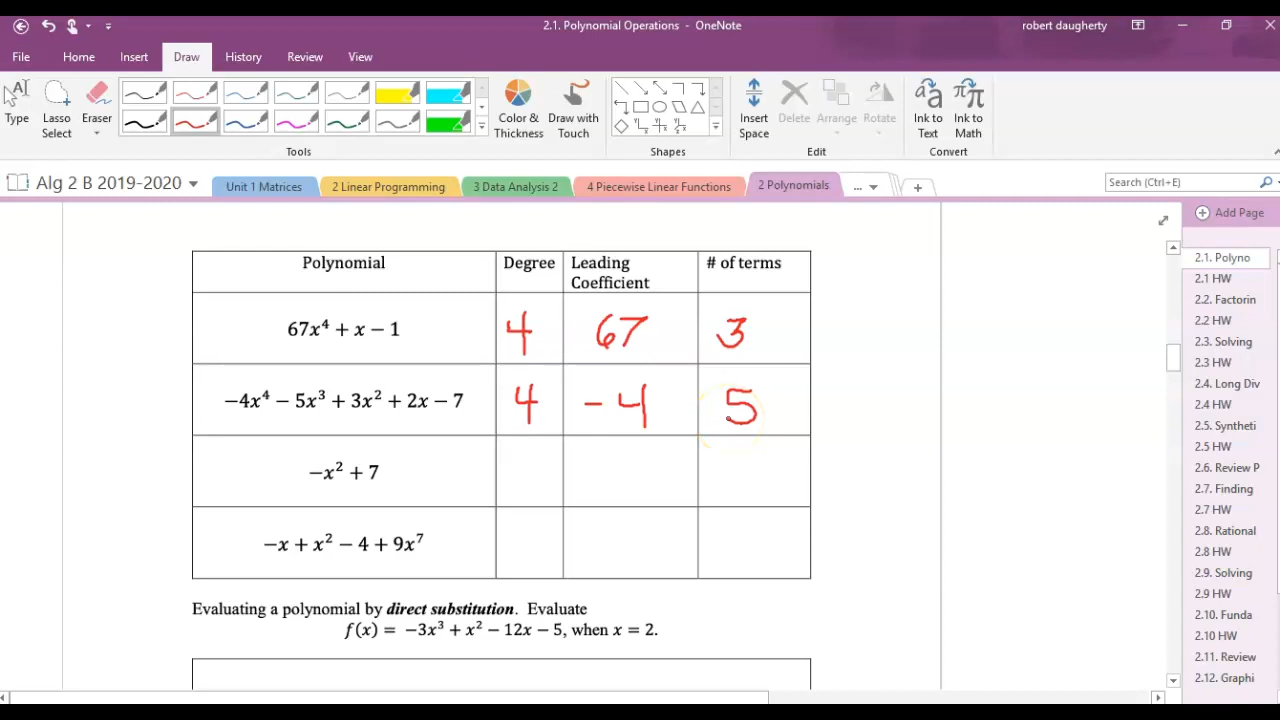 2.1. Polynomial Operations - OneNote
robert daugherty
File Home Insert Draw History Review View
Type
Lasso Select
Eraser
Color & Thickness
Draw with Touch
Insert Space
Delete
Arrange
Rotate
Ink to Text
Ink to Math
Tools
Shapes
Edit
Convert
Alg 2 B 2019-2020
Unit 1 Matrices
2 Linear Programming
3 Data Analysis 2
4 Piecewise Linear Functions
2 Polynomials
...
Search (Ctrl+E)
Add Page
Polynomial Degree Leading Coefficient # of terms
67x⁴ + x − 1 4 67 3
−4x⁴ − 5x³ + 3x² + 2x − 7 4 -4 5
−x² + 7
−x + x² − 4 + 9x⁷
Evaluating a polynomial by direct substitution. Evaluate
f(x) = −3x³ + x² − 12x − 5, when x = 2.
2.1. Polyno
2.1 HW
2.2. Factorin
2.2 HW
2.3. Solving
2.3 HW
2.4. Long Div
2.4 HW
2.5. Syntheti
2.5 HW
2.6. Review P
2.7. Finding
2.7 HW
2.8. Rational
2.8 HW
2.9. Solving
2.9 HW
2.10. Funda
2.10 HW
2.11. Review
2.12. Graphi